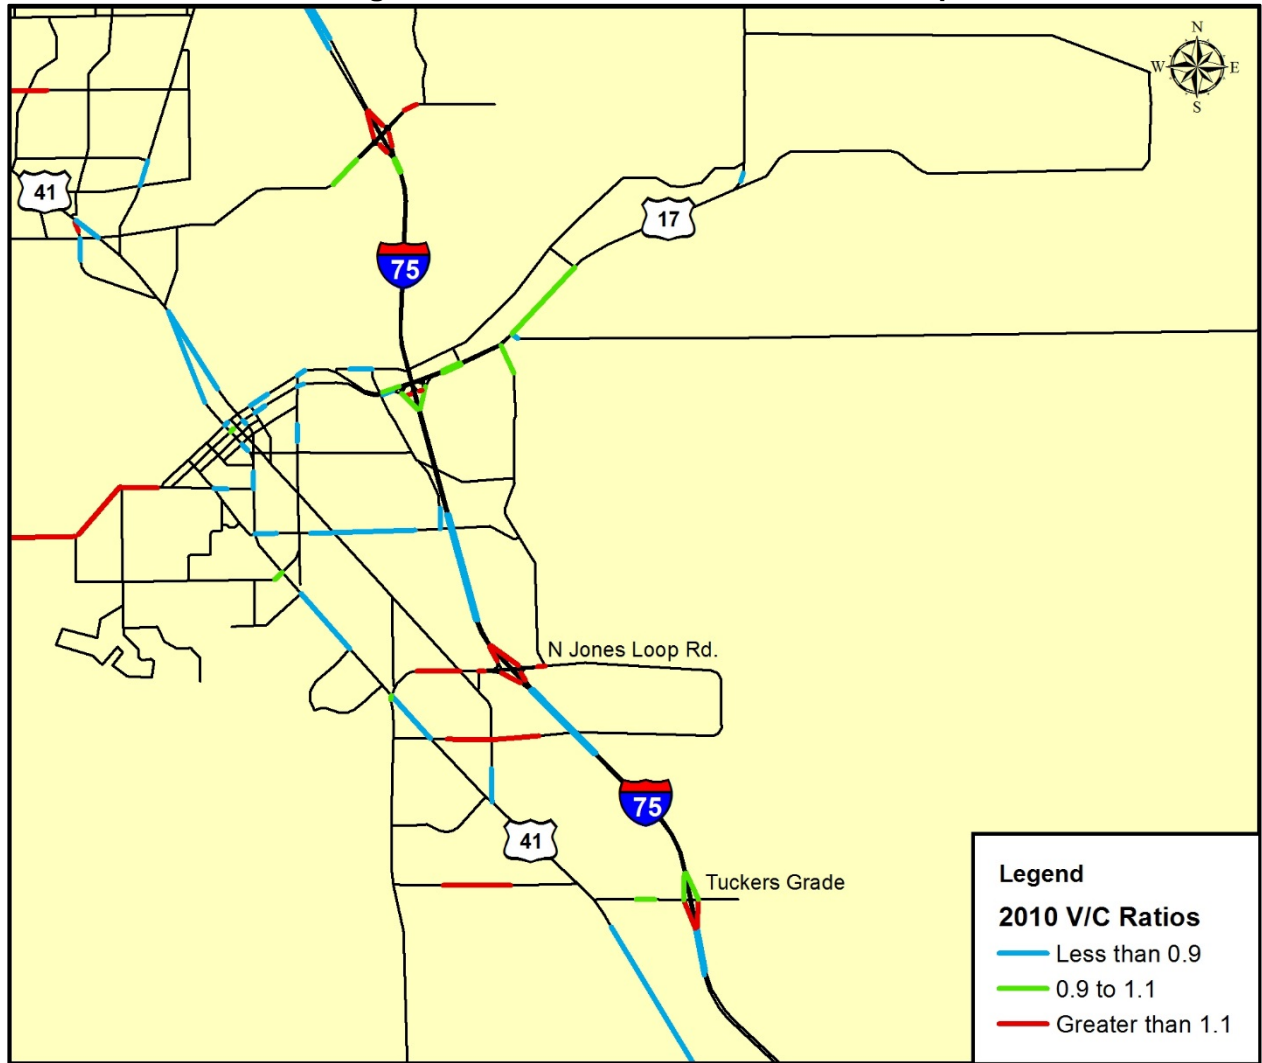 N
W E
S
41
17
75
N Jones Loop Rd.
75
41
Tuckers Grade
Legend
2010 V/C Ratios
Less than 0.9
0.9 to 1.1
Greater than 1.1